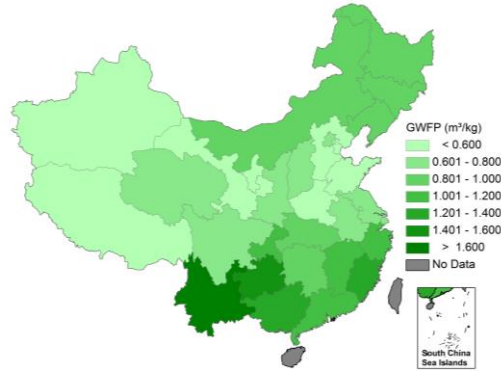 GWFP (m³/kg)
< 0.600
0.601 - 0.800
0.801 - 1.000
1.001 - 1.200
1.201 - 1.400
1.401 - 1.600
> 1.600
No Data
South China
Sea Islands